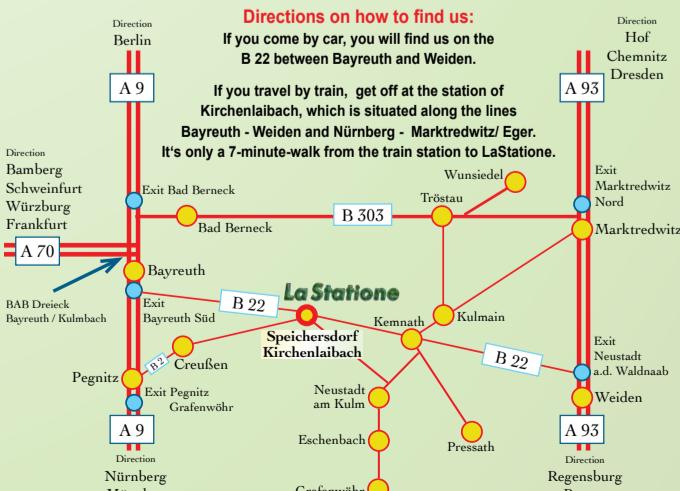 Directions on how to find us:
If you come by car, you will find us on the
B 22 between Bayreuth and Weiden.
If you travel by train, get off at the station of
Kirchenlaibach, which is situated along the lines
Bayreuth - Weiden and Nürnberg - Marktredwitz/ Eger.
It's only a 7-minute-walk from the train station to LaStatione.
Direction
Berlin
A 9
Direction
Hof
Chemnitz
Dresden
A 93
Direction
Bamberg
Schweinfurt
Würzburg
Frankfurt
A 70
BAB Dreieck
Bayreuth / Kulmbach
Exit Bad Berneck
Bad Berneck
B 303
Wunsiedel
Tröstau
Exit
Marktredwitz
Nord
Marktredwitz
Bayreuth
Exit
Bayreuth Süd
B 22
La Statione
Speichersdorf
Kirchenlaibach
Kemnath
Kulmain
B 22
Exit
Neustadt
a.d. Waldnaab
Weiden
B 2
Creußen
Pegnitz
Exit Pegnitz
Grafenwöhr
Neustadt
am Kulm
Eschenbach
Pressath
Grafenwöhr
A 9
Direction
Nürnberg
A 93
Direction
Regensburg